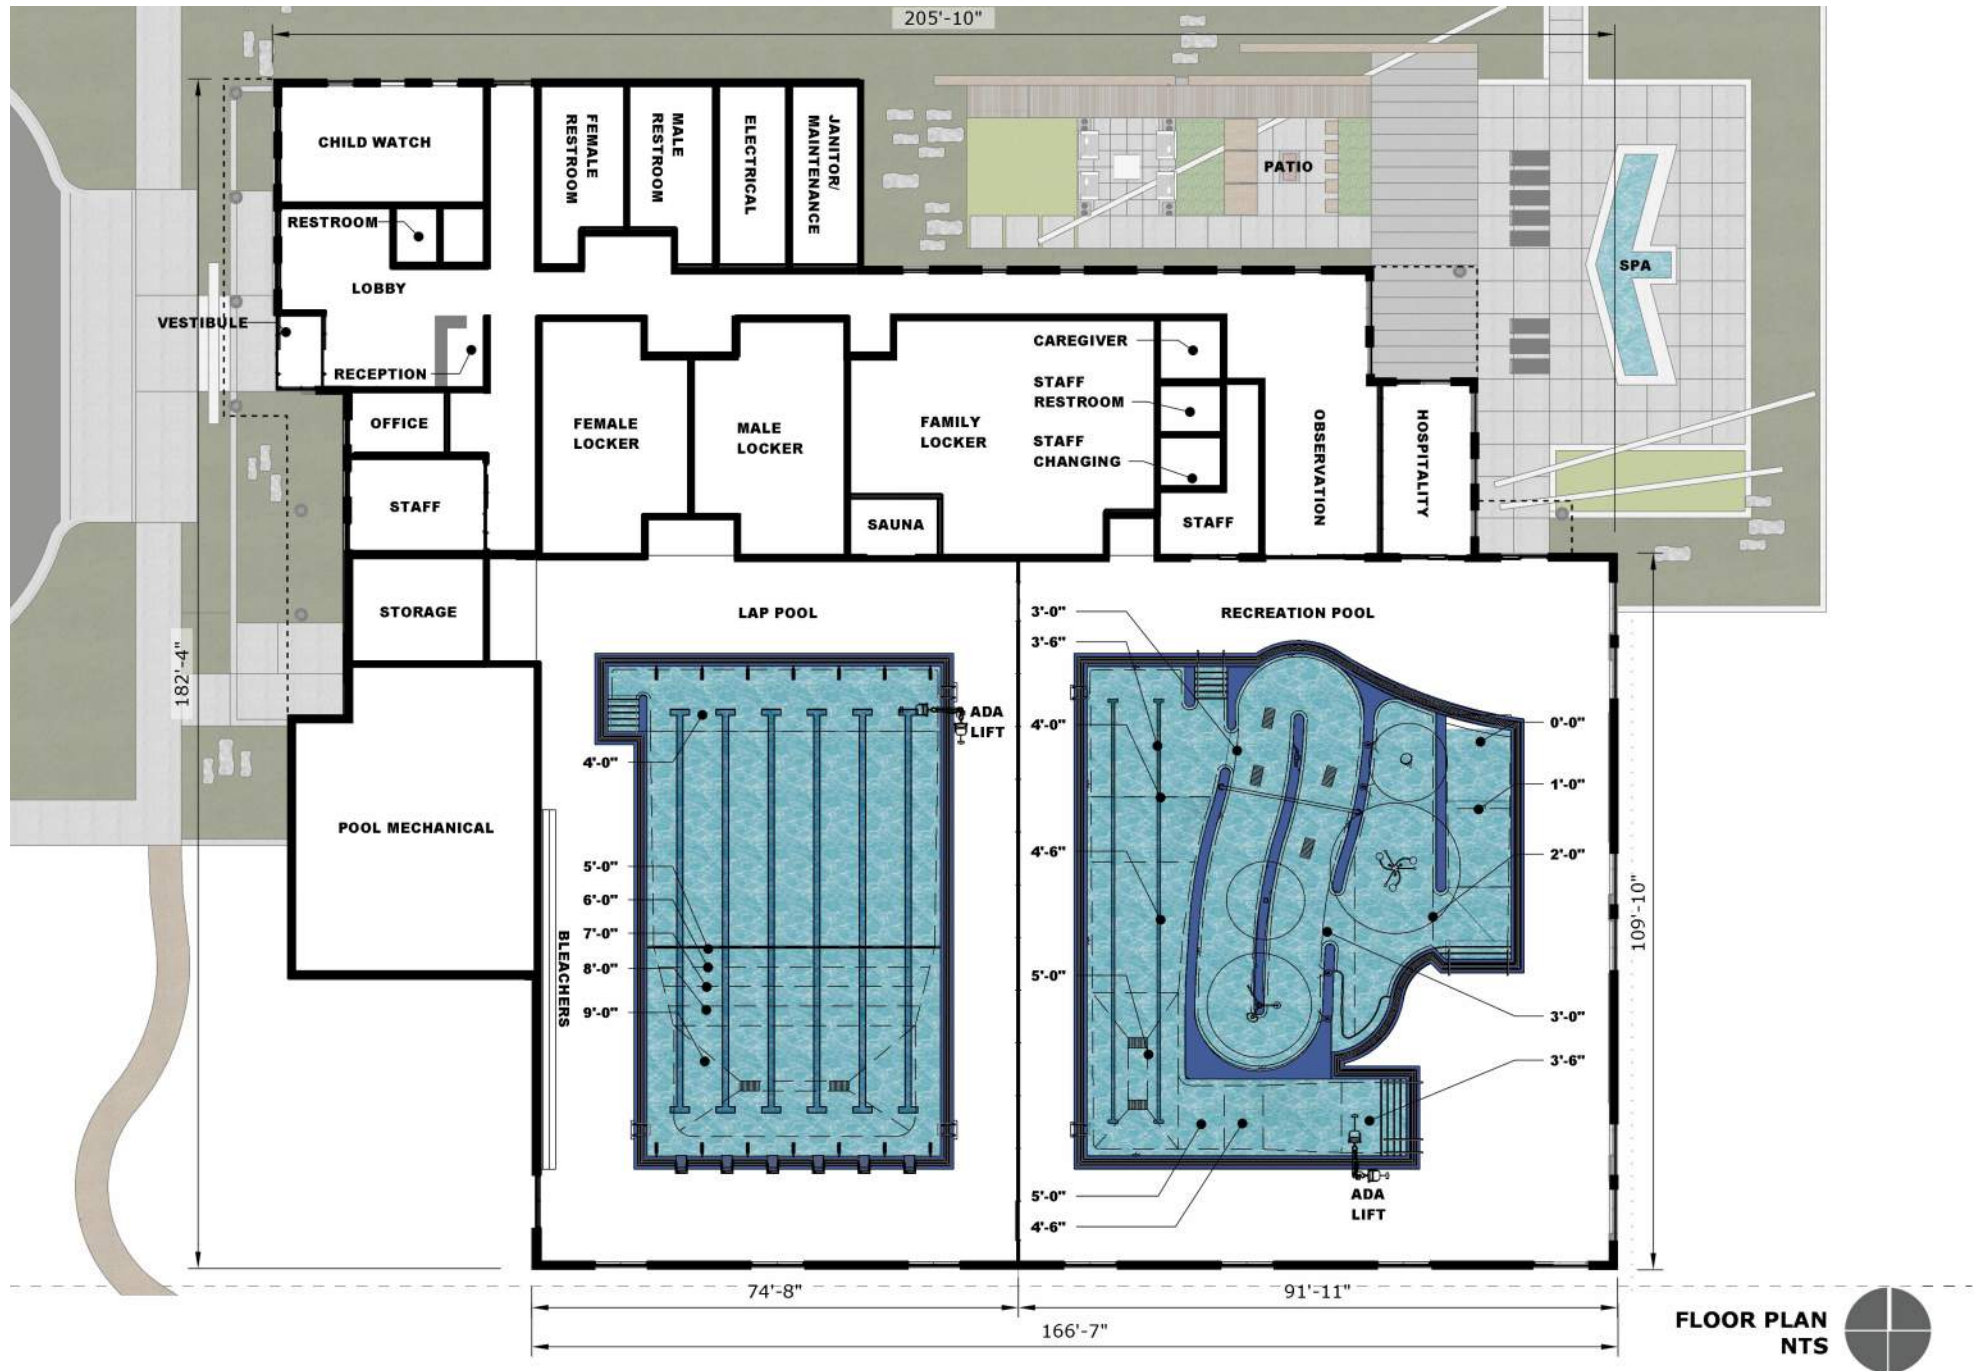 205'-10"
CHILD WATCH
FEMALE
RESTROOM
MALE
RESTROOM
ELECTRICAL
JANITOR/
MAINTENANCE
PATIO
RESTROOM
LOBBY
SPA
VESTIBULE
RECEPTION
CAREGIVER
STAFF
RESTROOM
OFFICE
FEMALE
LOCKER
MALE
LOCKER
FAMILY
LOCKER
STAFF
CHANGING
OBSERVATION
HOSPITALITY
STAFF
SAUNA
STAFF
STORAGE
LAP POOL
RECREATION POOL
182'-4"
3'-0"
3'-6"
4'-0"
4'-6"
5'-0"
5'-0"
4'-6"
ADA
LIFT
4'-0"
POOL MECHANICAL
5'-0"
6'-0"
7'-0"
8'-0"
9'-0"
BLEACHERS
0'-0"
1'-0"
2'-0"
3'-0"
3'-6"
ADA
LIFT
109'-10"
74'-8"
91'-11"
166'-7"
FLOOR PLAN
NTS